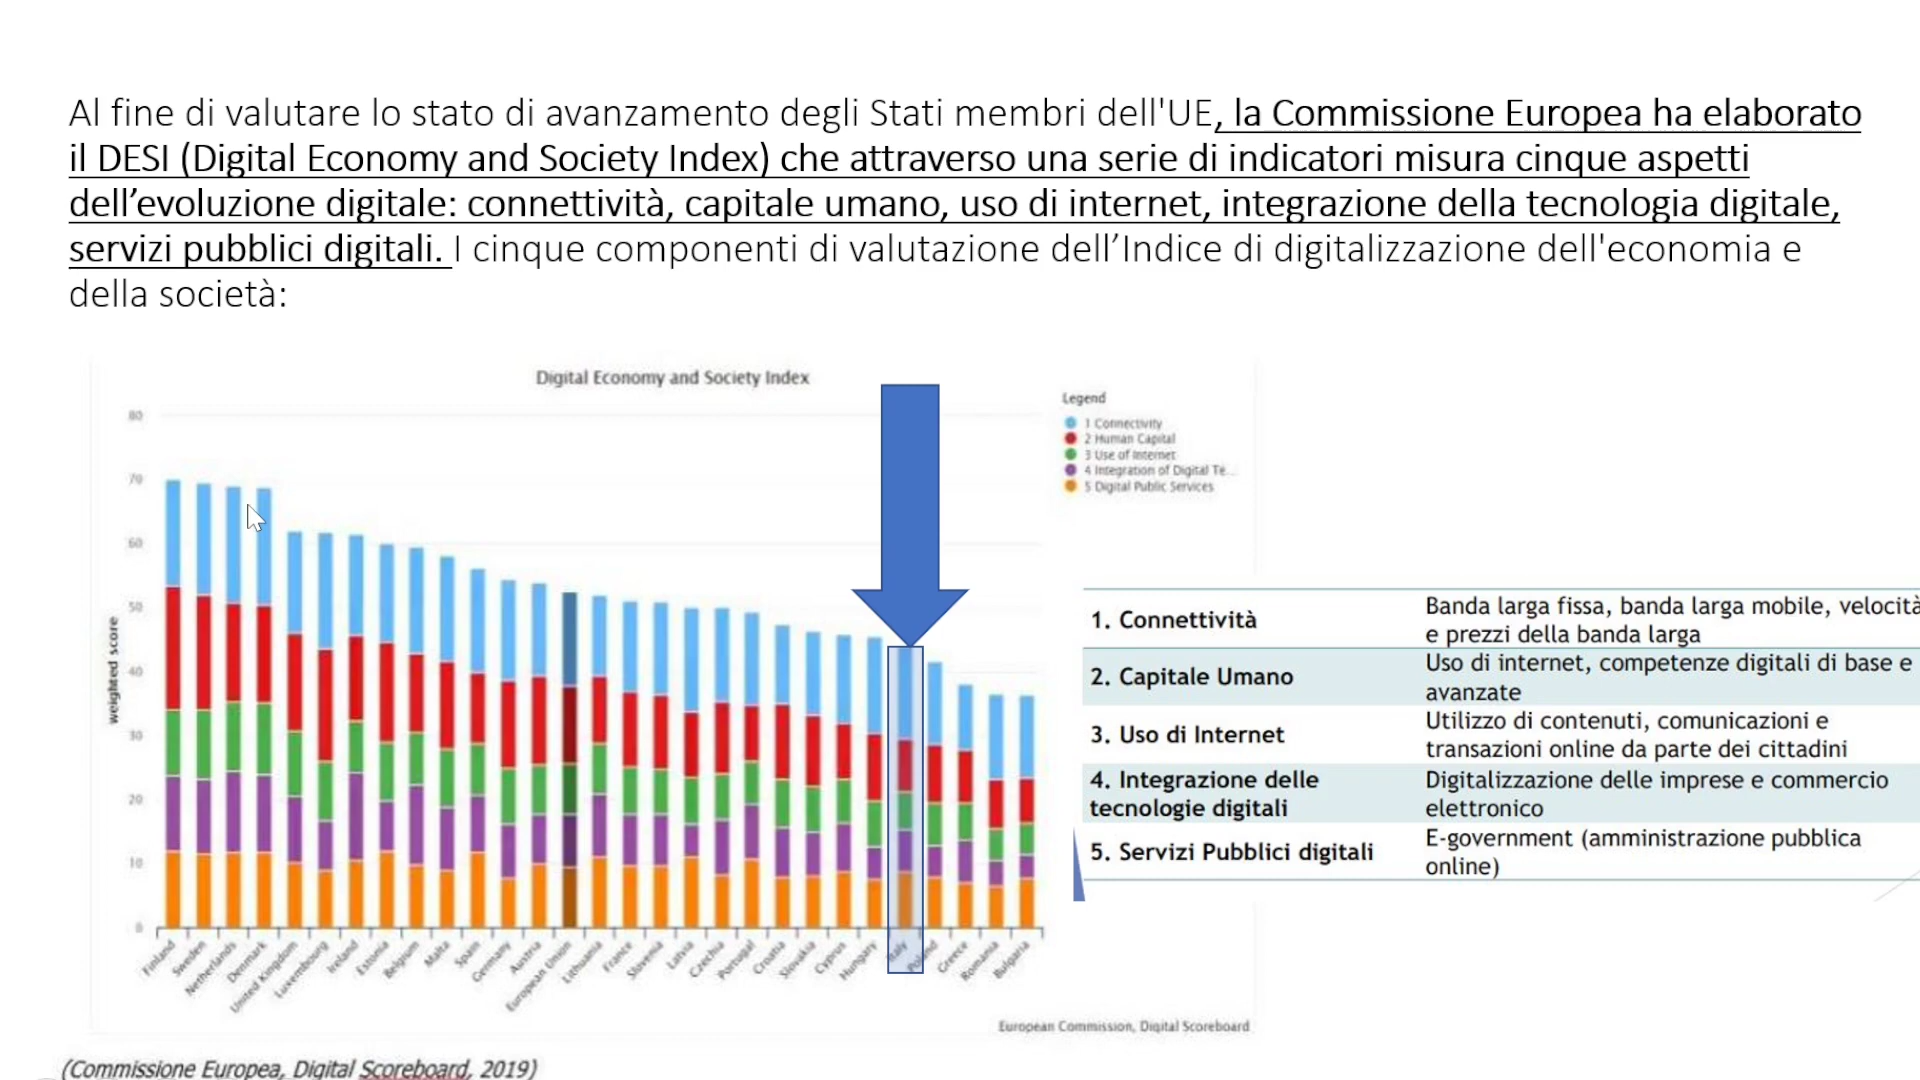 Al fine di valutare lo stato di avanzamento degli Stati membri dell'UE, la Commissione Europea ha elaborato
il DESI (Digital Economy and Society Index) che attraverso una serie di indicatori misura cinque aspetti
dell’evoluzione digitale: connettività, capitale umano, uso di internet, integrazione della tecnologia digitale,
servizi pubblici digitali. I cinque componenti di valutazione dell’Indice di digitalizzazione dell'economia e
della società:
Digital Economy and Society Index
80
70
60
50
40
30
20
10
0
weighted score
Finland
Sweden
Netherlands
Denmark
United Kingdom
Luxembourg
Ireland
Estonia
Belgium
Malta
Spain
Germany
Austria
European Union
Lithuania
France
Slovenia
Latvia
Czechia
Portugal
Croatia
Slovakia
Cyprus
Hungary
Italy
Poland
Greece
Romania
Bulgaria
Legend
1 Connectivity
2 Human Capital
3 Use of Internet
4 Integration of Digital Te...
5 Digital Public Services
European Commission, Digital Scoreboard
1. Connettività
Banda larga fissa, banda larga mobile, velocità
e prezzi della banda larga
2. Capitale Umano
Uso di internet, competenze digitali di base e
avanzate
3. Uso di Internet
Utilizzo di contenuti, comunicazioni e
transazioni online da parte dei cittadini
4. Integrazione delle
tecnologie digitali
Digitalizzazione delle imprese e commercio
elettronico
5. Servizi Pubblici digitali
E-government (amministrazione pubblica
online)
(Commissione Europea, Digital Scoreboard, 2019)